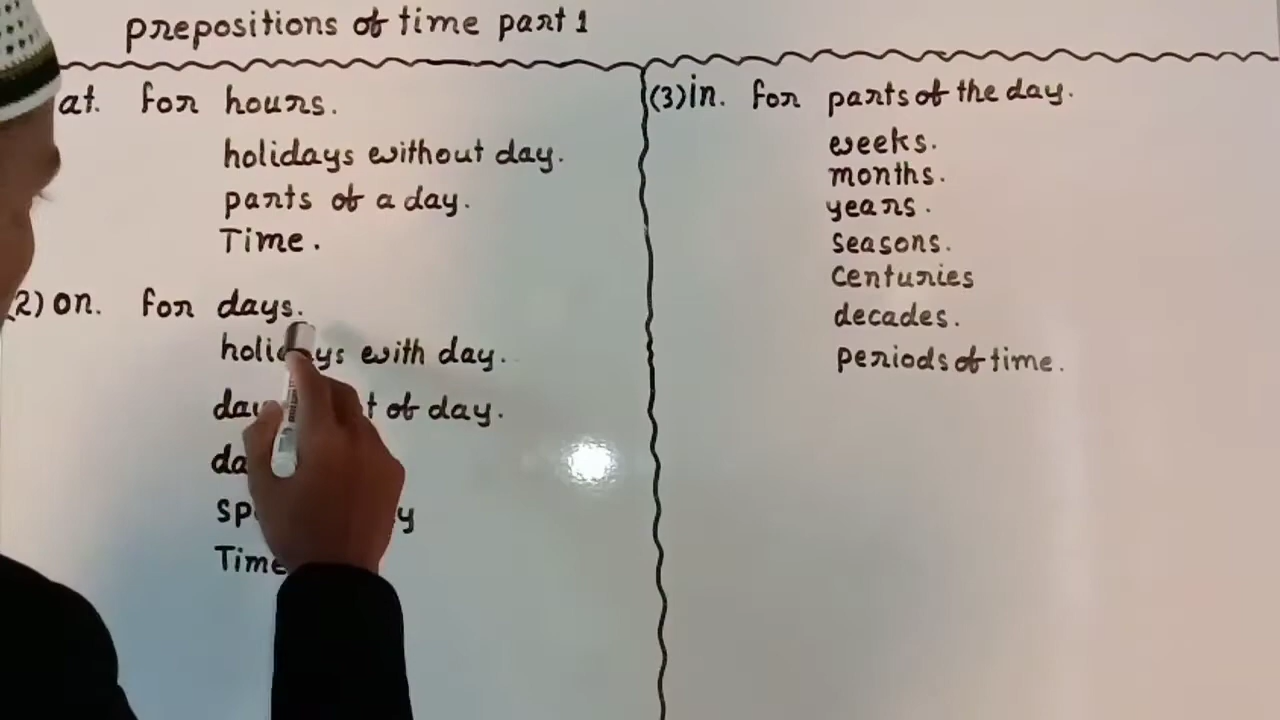 prepositions of time part 1
at. for hours.
holidays without day.
parts of a day.
Time.
2) on. for days.
with day.
of day.
Time
(3) in. for parts of the day.
weeks.
months.
years.
seasons.
centuries
decades.
periods of time.